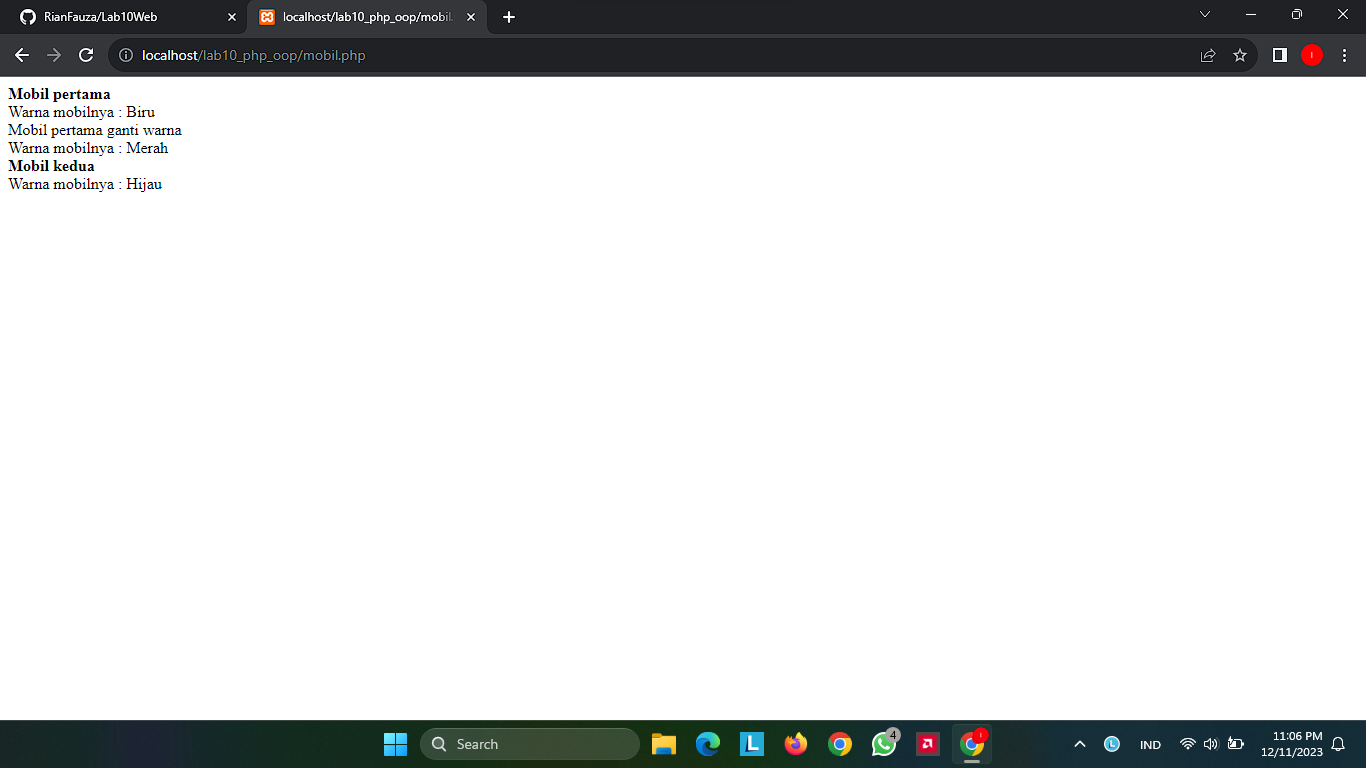 RianFauza/Lab10Web
localhost/lab10_php_oop/mobil.
localhost/lab10_php_oop/mobil.php
Mobil pertama
Warna mobilnya : Biru
Mobil pertama ganti warna
Warna mobilnya : Merah
Mobil kedua
Warna mobilnya : Hijau
Search
L
4
L
IND
11:06 PM
12/11/2023